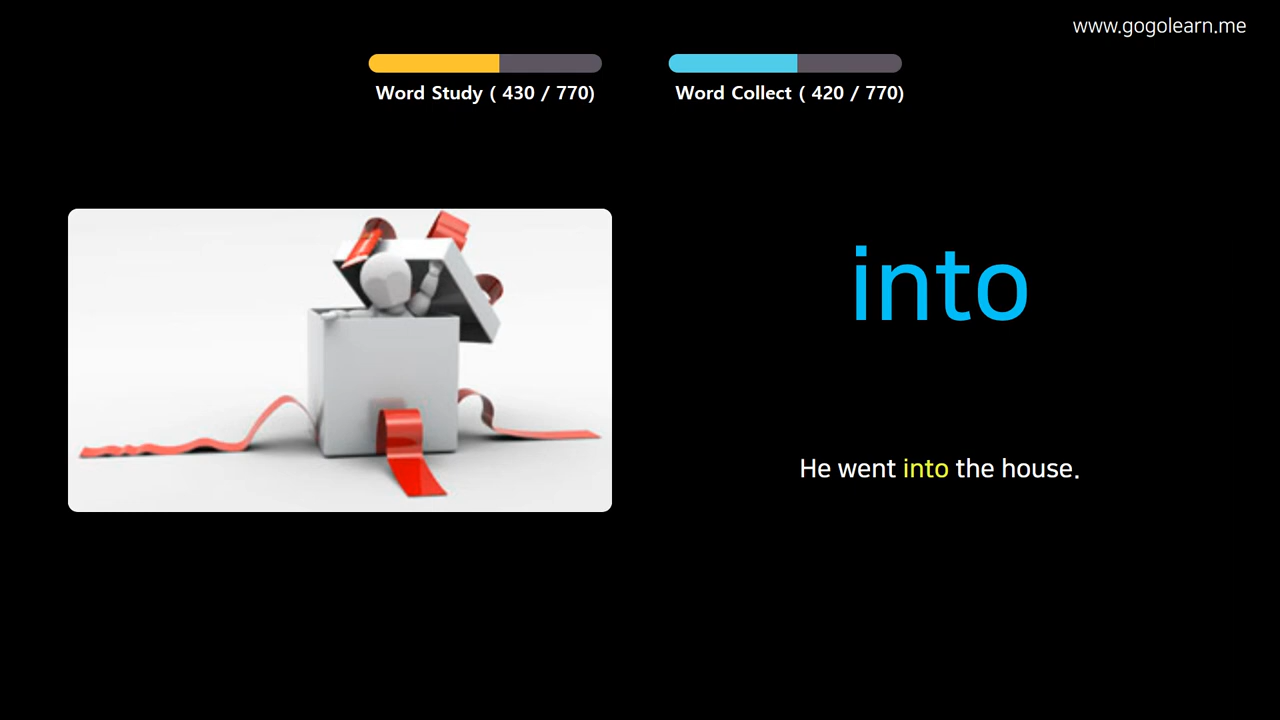 www.gogolearn.me
Word Study ( 430 / 770)
Word Collect ( 420 / 770)
into
He went into the house.